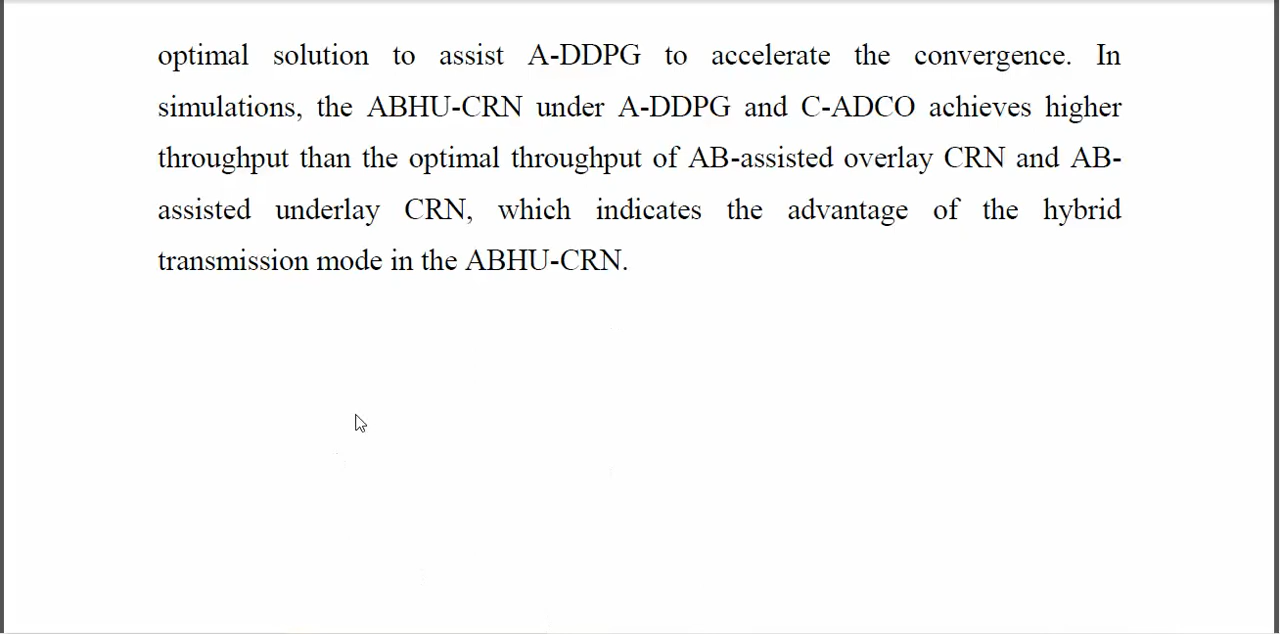 optimal solution to assist A-DDPG to accelerate the convergence. In
simulations, the ABHU-CRN under A-DDPG and C-ADCO achieves higher
throughput than the optimal throughput of AB-assisted overlay CRN and AB-
assisted underlay CRN, which indicates the advantage of the hybrid
transmission mode in the ABHU-CRN.